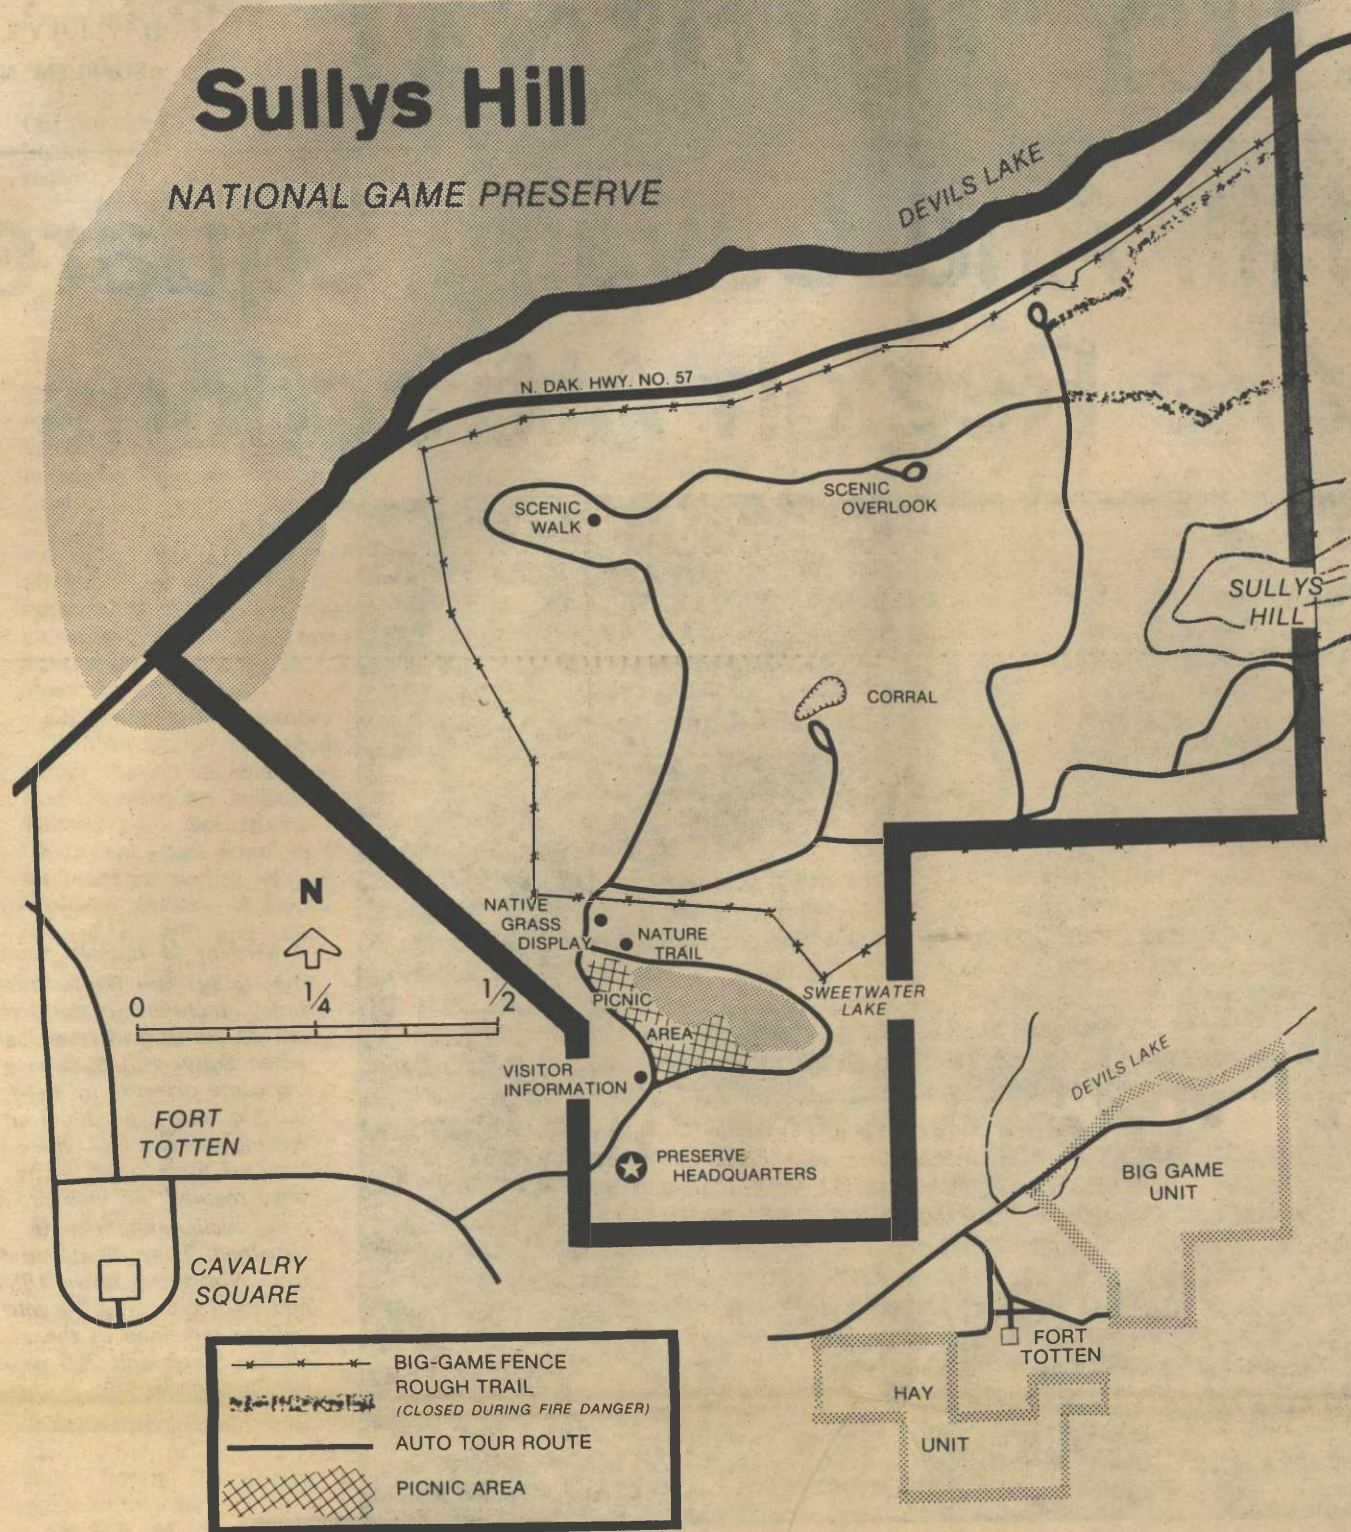 Sullys Hill
NATIONAL GAME PRESERVE
DEVILS LAKE
N. DAK. HWY. NO. 57
SCENIC
WALK
SCENIC
OVERLOOK
SULLYS
HILL
CORRAL
N
0 1/4 1/2
NATIVE
GRASS
DISPLAY
NATURE
TRAIL
PICNIC
AREA
SWEETWATER
LAKE
VISITOR
INFORMATION
PRESERVE
HEADQUARTERS
FORT
TOTTEN
CAVALRY
SQUARE
DEVILS LAKE
BIG GAME
UNIT
FORT
TOTTEN
HAY
UNIT
BIG-GAME FENCE
ROUGH TRAIL
(CLOSED DURING FIRE DANGER)
AUTO TOUR ROUTE
PICNIC AREA